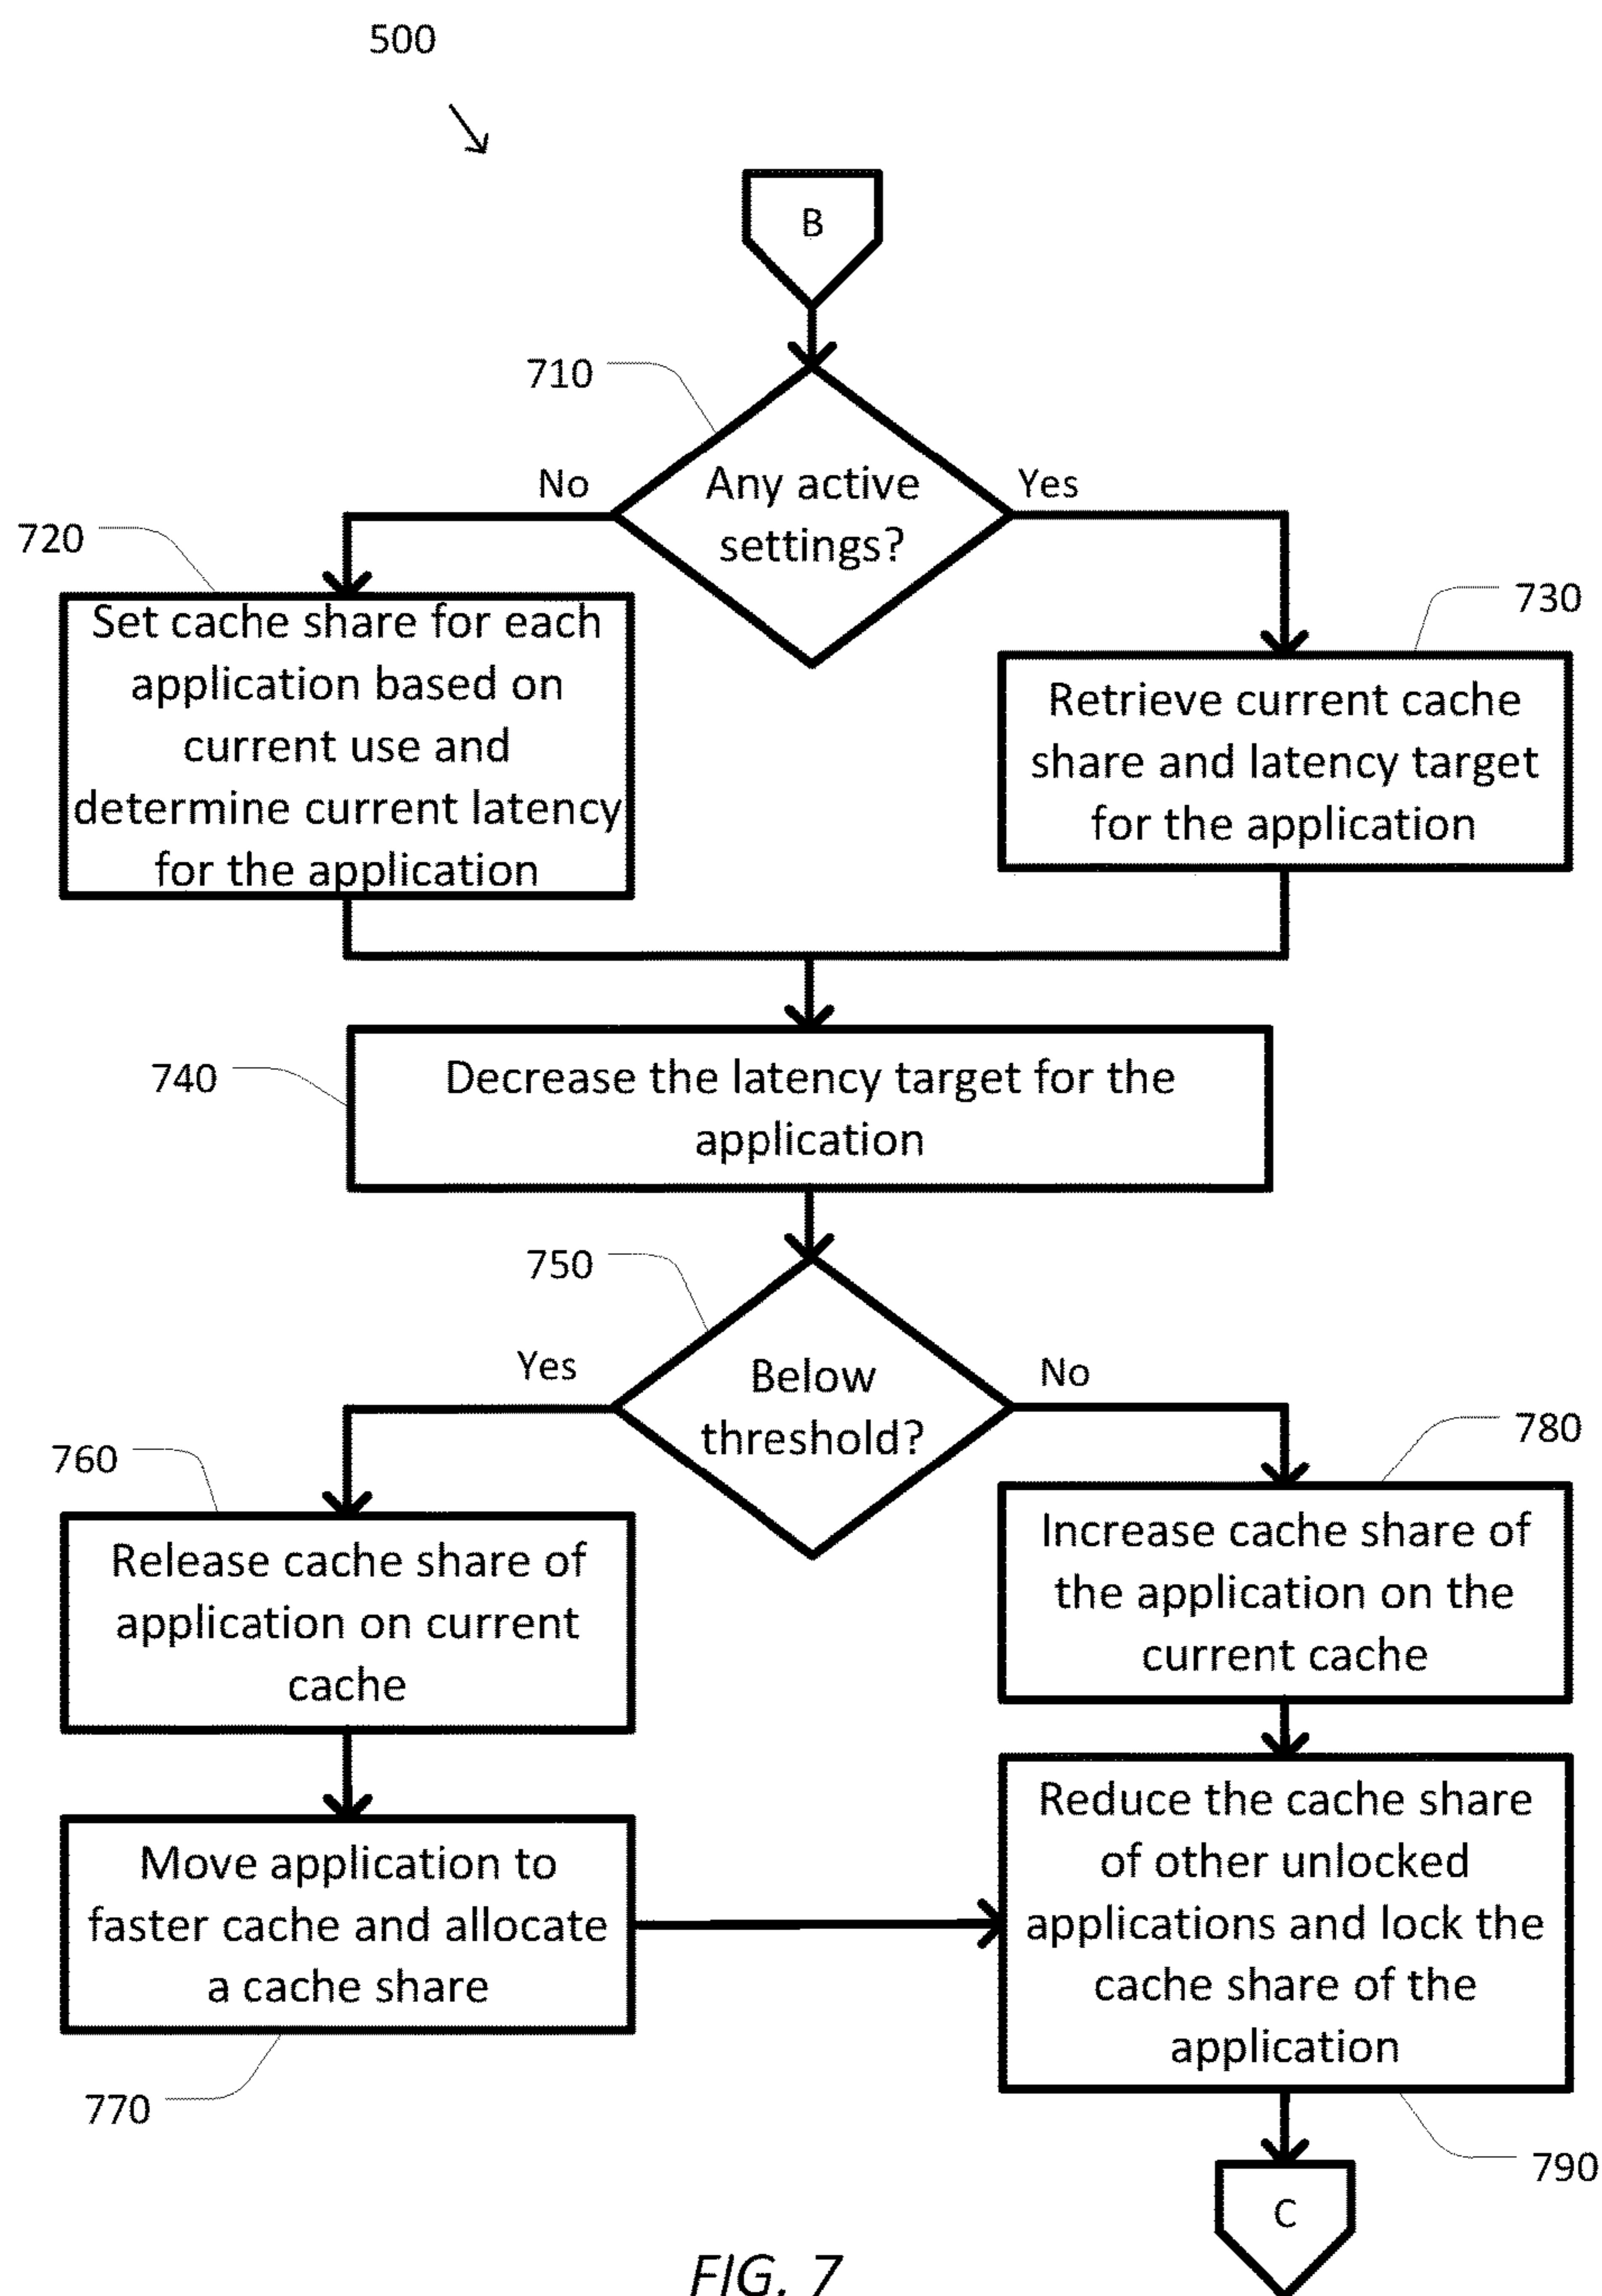 500
B
710
Any active
settings?
No
Yes
720
Set cache share for each
application based on
current use and
determine current latency
for the application
730
Retrieve current cache
share and latency target
for the application
740
Decrease the latency target for the
application
750
Below
threshold?
Yes
No
760
Release cache share of
application on current
cache
780
Increase cache share of
the application on the
current cache
Move application to
faster cache and allocate
a cache share
770
Reduce the cache share
of other unlocked
applications and lock the
cache share of the
application
790
C
FIG. 7